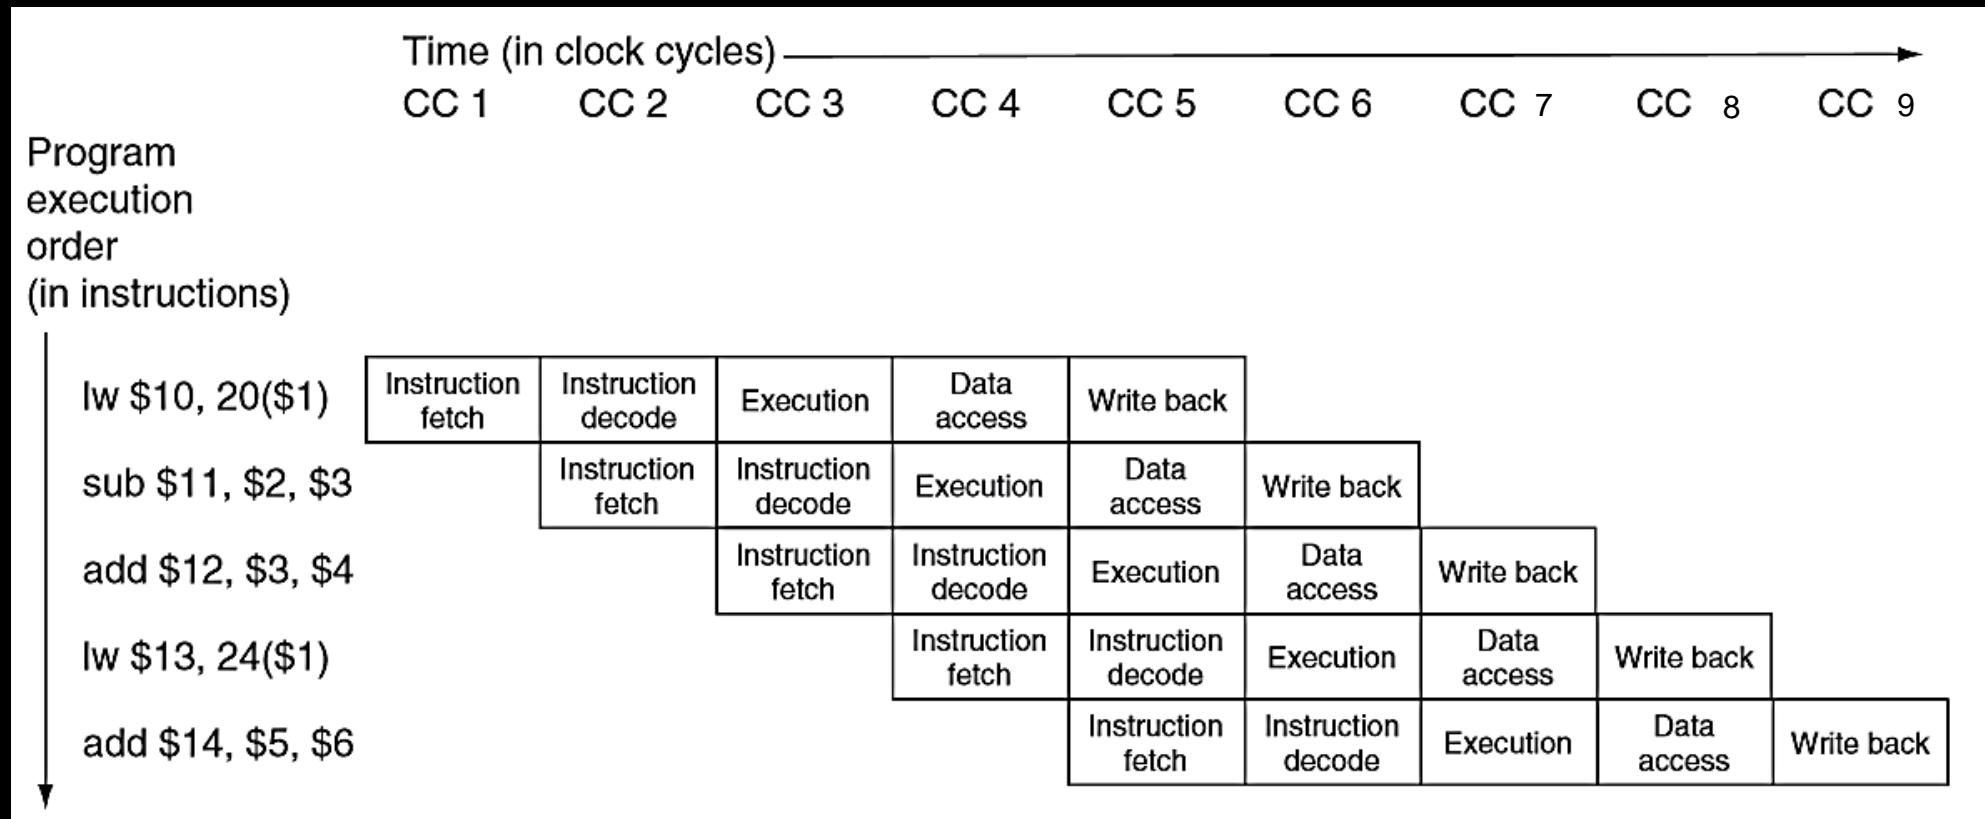 Time (in clock cycles)
CC 1 CC 2 CC 3 CC 4 CC 5 CC 6 CC 7 CC 8 CC 9
Program
execution
order
(in instructions)
lw $10, 20($1) Instruction fetch Instruction decode Execution Data access Write back
sub $11, $2, $3 Instruction fetch Instruction decode Execution Data access Write back
add $12, $3, $4 Instruction fetch Instruction decode Execution Data access Write back
lw $13, 24($1) Instruction fetch Instruction decode Execution Data access Write back
add $14, $5, $6 Instruction fetch Instruction decode Execution Data access Write back